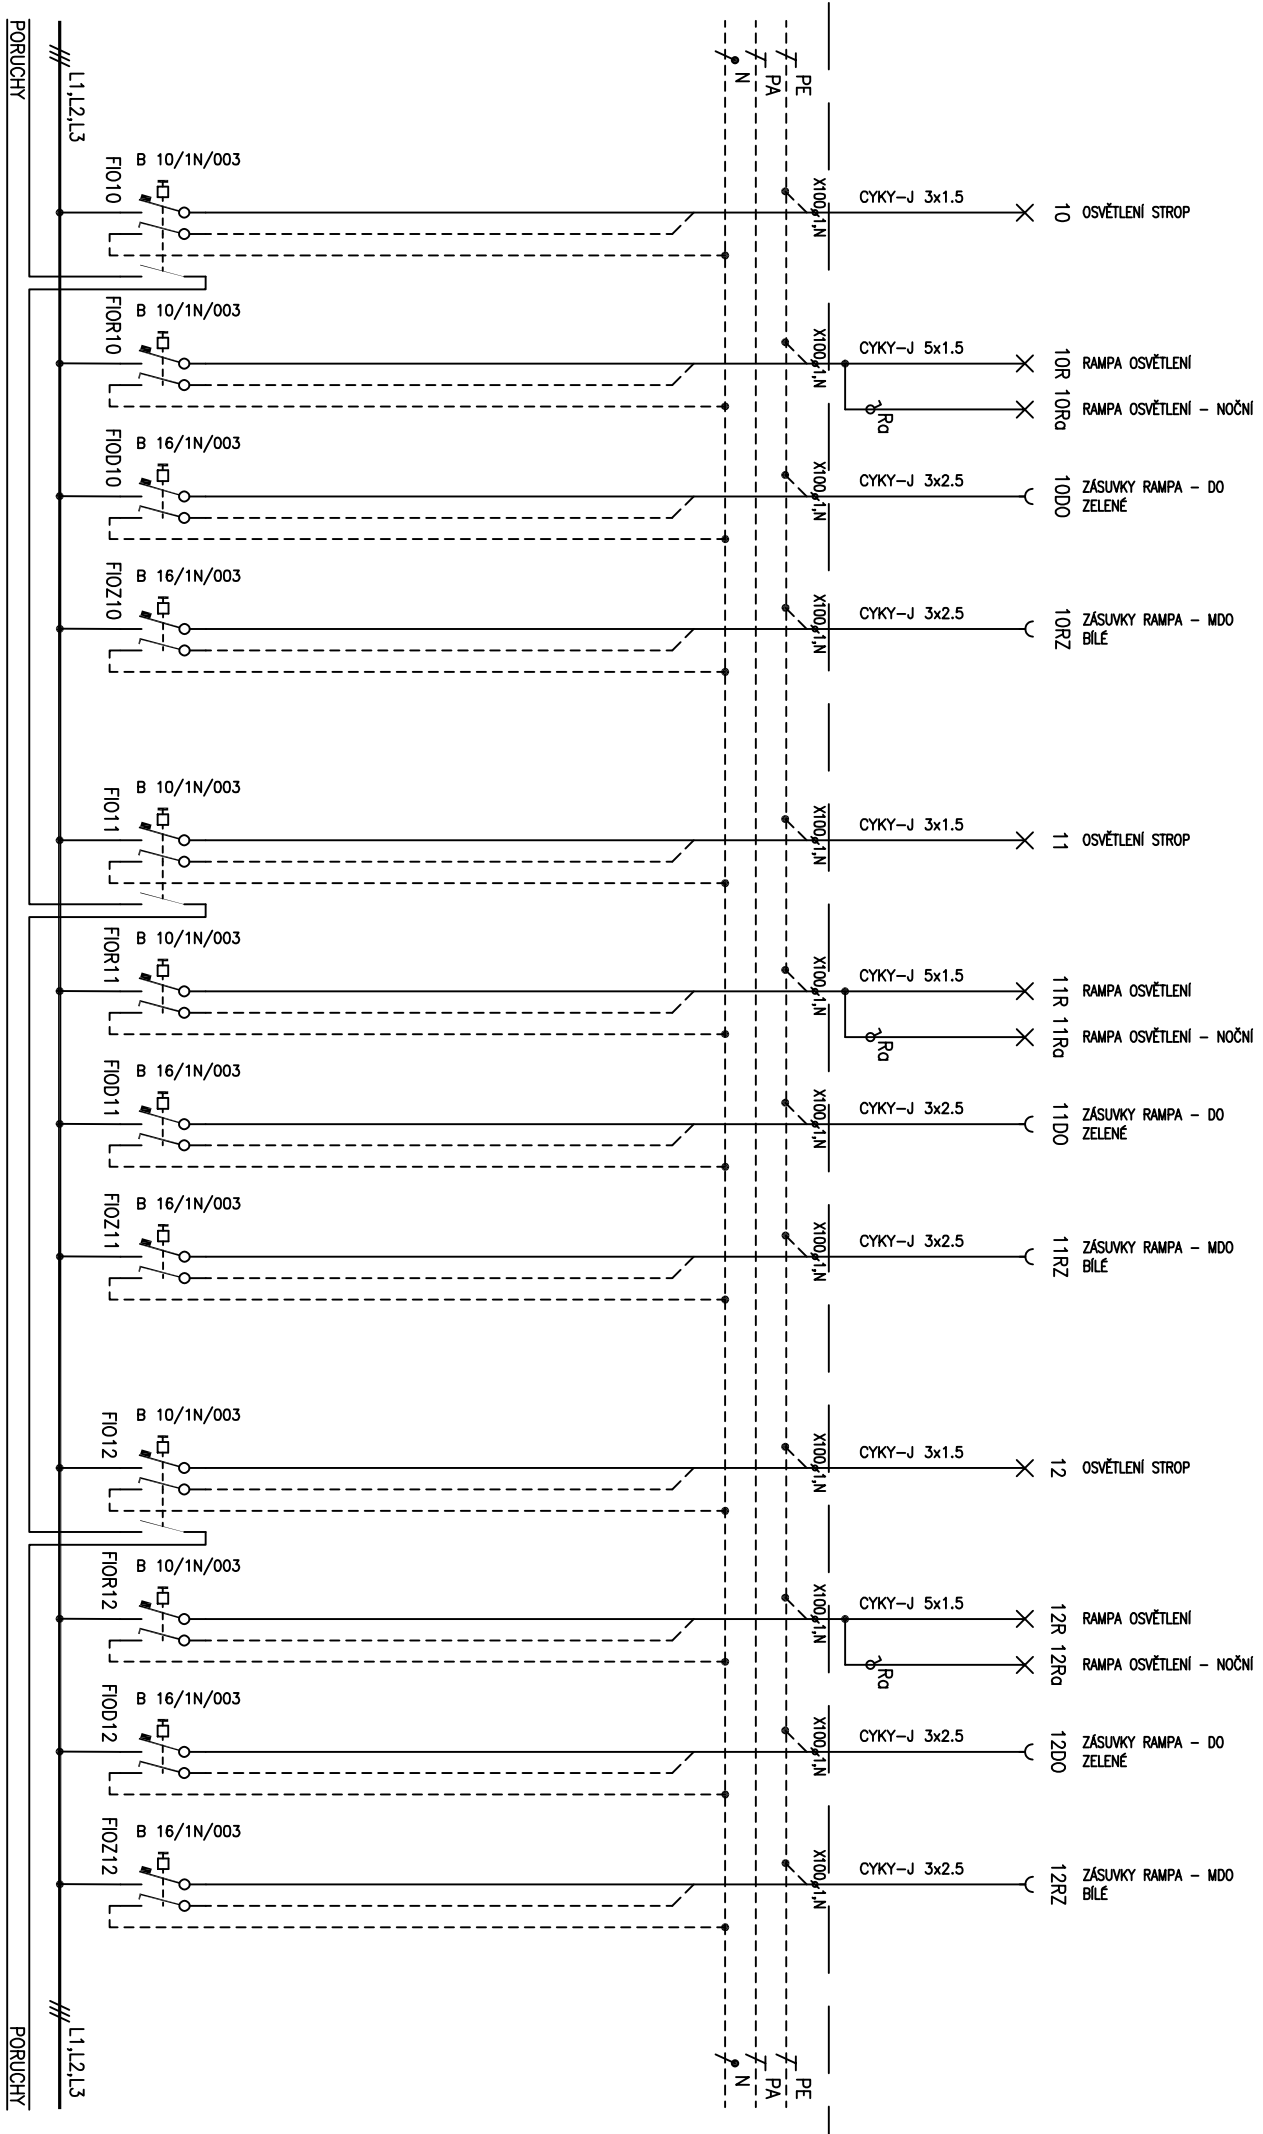 PORUCHY
L1,L2,L3
N
PA
PE
FIO10
B 10/1N/003
X100
1,N
CYKY-J 3x1.5
10
OSVĚTLENÍ STROP
FIOR10
B 10/1N/003
X100
1,N
CYKY-J 5x1.5
10R
RAMPA OSVĚTLENÍ
Ra
10Ra
RAMPA OSVĚTLENÍ - NOČNÍ
FIOD10
B 16/1N/003
X100
1,N
CYKY-J 3x2.5
10DO
ZÁSUVKY RAMPA - DO
ZELENÉ
FIOZ10
B 16/1N/003
X100
1,N
CYKY-J 3x2.5
10RZ
ZÁSUVKY RAMPA - MDO
BÍLÉ
FIO11
B 10/1N/003
X100
1,N
CYKY-J 3x1.5
11
OSVĚTLENÍ STROP
FIOR11
B 10/1N/003
X100
1,N
CYKY-J 5x1.5
11R
RAMPA OSVĚTLENÍ
Ra
11Ra
RAMPA OSVĚTLENÍ - NOČNÍ
FIOD11
B 16/1N/003
X100
1,N
CYKY-J 3x2.5
11DO
ZÁSUVKY RAMPA - DO
ZELENÉ
FIOZ11
B 16/1N/003
X100
1,N
CYKY-J 3x2.5
11RZ
ZÁSUVKY RAMPA - MDO
BÍLÉ
FIO12
B 10/1N/003
X100
1,N
CYKY-J 3x1.5
12
OSVĚTLENÍ STROP
FIOR12
B 10/1N/003
X100
1,N
CYKY-J 5x1.5
12R
RAMPA OSVĚTLENÍ
Ra
12Ra
RAMPA OSVĚTLENÍ - NOČNÍ
FIOD12
B 16/1N/003
X100
1,N
CYKY-J 3x2.5
12DO
ZÁSUVKY RAMPA - DO
ZELENÉ
FIOZ12
B 16/1N/003
X100
1,N
CYKY-J 3x2.5
12RZ
ZÁSUVKY RAMPA - MDO
BÍLÉ
PORUCHY
L1,L2,L3
N
PA
PE